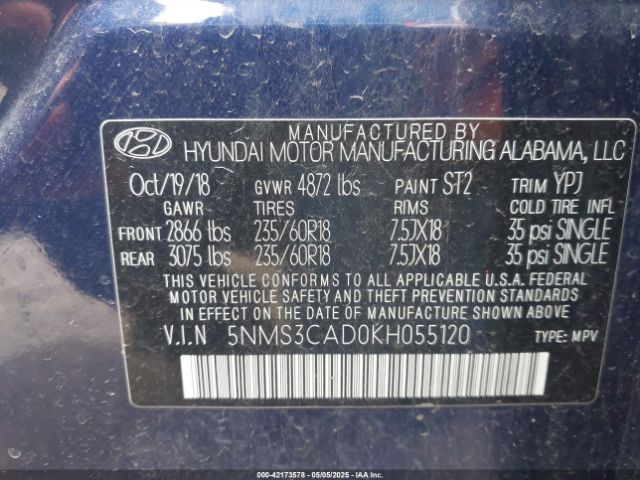 MANUFACTURED BY
HYUNDAI MOTOR MANUFACTURING ALABAMA, LLC
Oct/19/18 GVWR 4872 lbs PAINT ST2 TRIM YPJ
GAWR TIRES RIMS COLD TIRE INFL
FRONT 2866 lbs 235/60R18 7.5JX18 35 psi SINGLE
REAR 3075 lbs 235/60R18 7.5JX18 35 psi SINGLE
THIS VEHICLE CONFORMS TO ALL APPLICABLE U.S.A. FEDERAL
MOTOR VEHICLE SAFETY, BUMPER, AND THEFT PREVENTION STANDARDS
IN EFFECT ON THE DATE OF MANUFACTURE SHOWN ABOVE.
V.I.N 5NMS3CAD0KH055120 TYPE: MPV
000-42173578 - 05/05/2025 - IAAI.COM